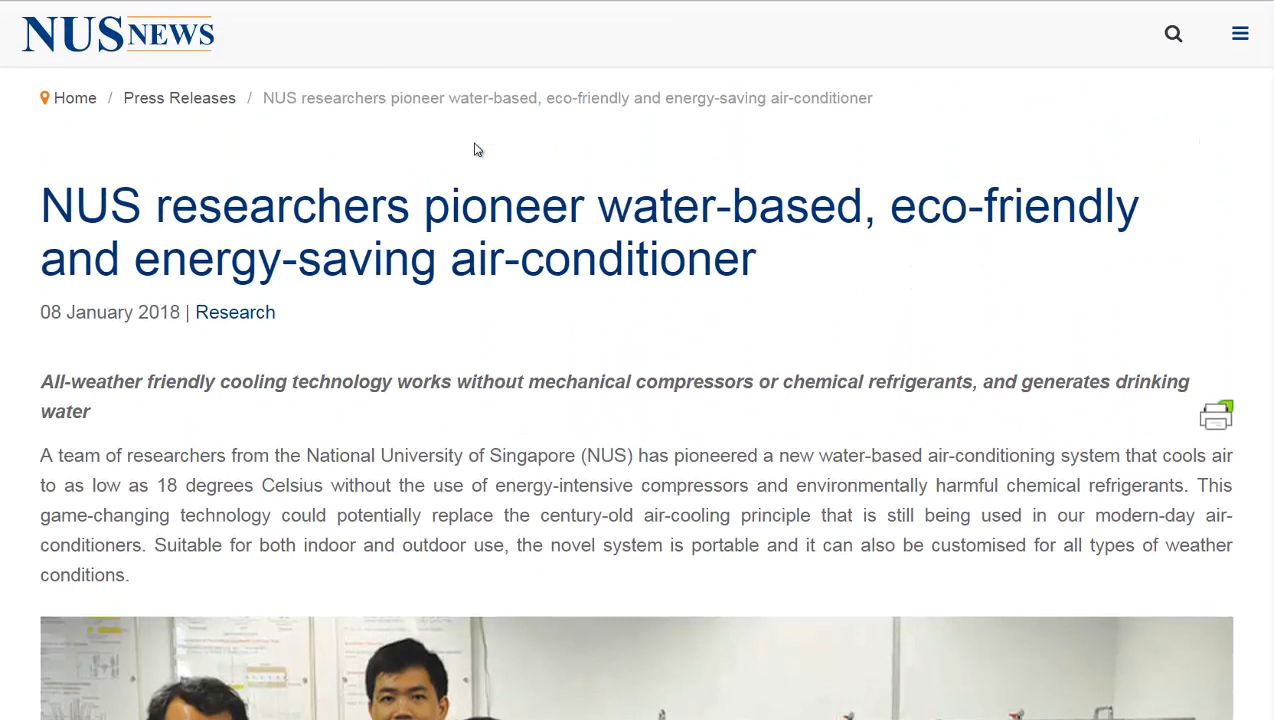 NUS NEWS
Home / Press Releases / NUS researchers pioneer water-based, eco-friendly and energy-saving air-conditioner
NUS researchers pioneer water-based, eco-friendly
and energy-saving air-conditioner
08 January 2018 | Research
All-weather friendly cooling technology works without mechanical compressors or chemical refrigerants, and generates drinking
water
A team of researchers from the National University of Singapore (NUS) has pioneered a new water-based air-conditioning system that cools air
to as low as 18 degrees Celsius without the use of energy-intensive compressors and environmentally harmful chemical refrigerants. This
game-changing technology could potentially replace the century-old air-cooling principle that is still being used in our modern-day air-
conditioners. Suitable for both indoor and outdoor use, the novel system is portable and it can also be customised for all types of weather
conditions.